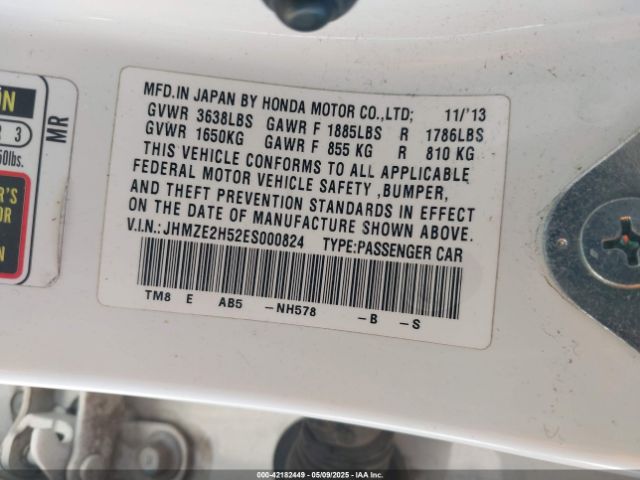 MFD.IN JAPAN BY HONDA MOTOR CO.,LTD; 11/'13
GVWR 3638LBS GAWR F 1885LBS R 1786LBS
GVWR 1650KG GAWR F 855 KG R 810 KG
THIS VEHICLE CONFORMS TO ALL APPLICABLE
FEDERAL MOTOR VEHICLE SAFETY ,BUMPER,
AND THEFT PREVENTION STANDARDS IN EFFECT
ON THE DATE OF MANUFACTURE SHOWN ABOVE.
V.I.N.:JHMZE2H52ES000824 TYPE:PASSENGER CAR
TM8 E AB5 -NH578 -B -S
MR
3
000-42182449 - 05/09/2025 - IAA Inc.